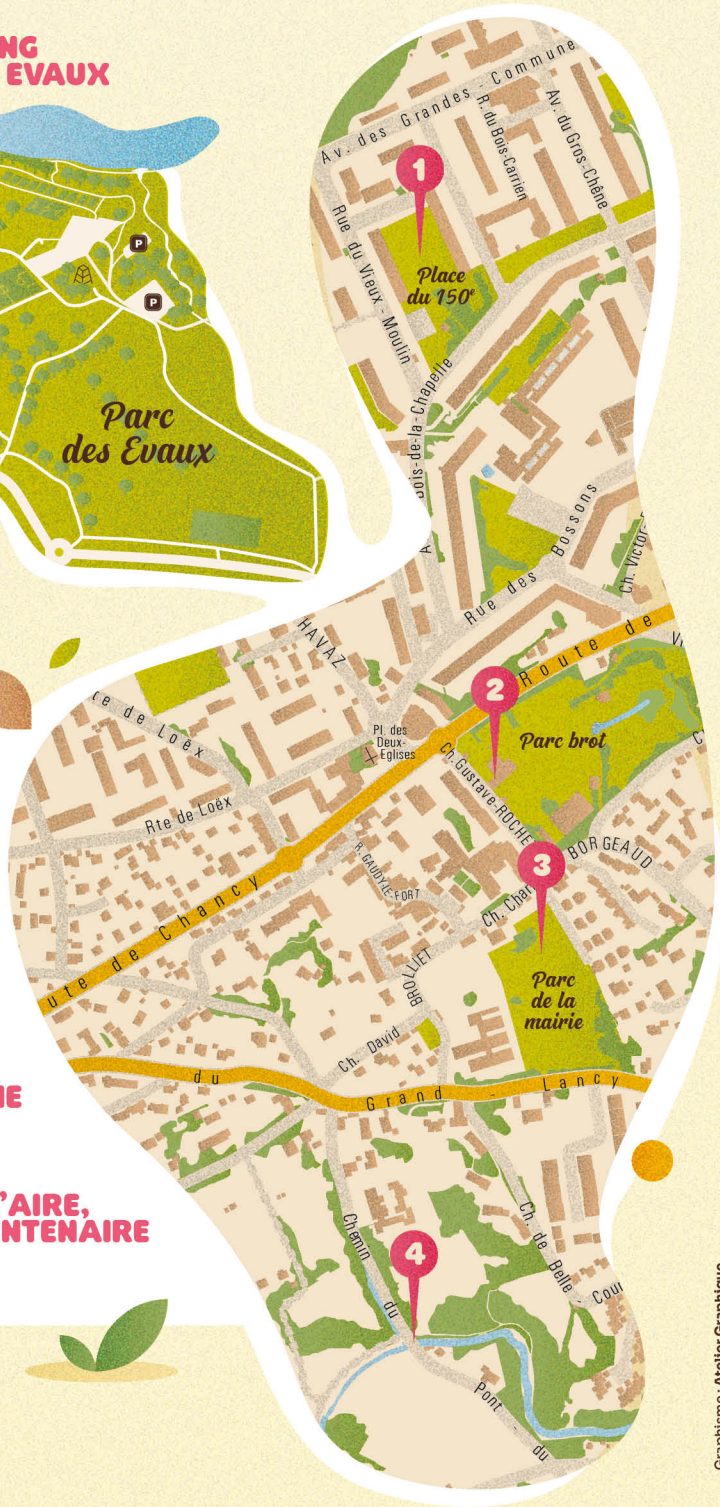 NG
EVAUX
Av. des Grandes - Commune
R. du Bois-Carrien
Av. du Gros-Chêne
1
Rue du Vieux - Moulin
Place
du 150e
P
P
Parc
des Evaux
Bois-de-la-Chapelle
A
Rue des Bossons
Ch. Victor-
HAVAZ
Route de
2
Parc brot
Pl. des
Deux-
Eglises
Ch. Gustave-ROCHE
te de Loëx
Rte de Loëx
R. GAUDY-LE-FORT
3
BORGEAUD
Ch. Char
ute de Chancy
BROLLIET
Ch. David
Parc
de la
mairie
du Grand - Lancy
'AIRE,
NTENAIRE
4
Chemin du
Pont - du
Ch. de Belle - Cour
Graphisme : Atelier Graphique